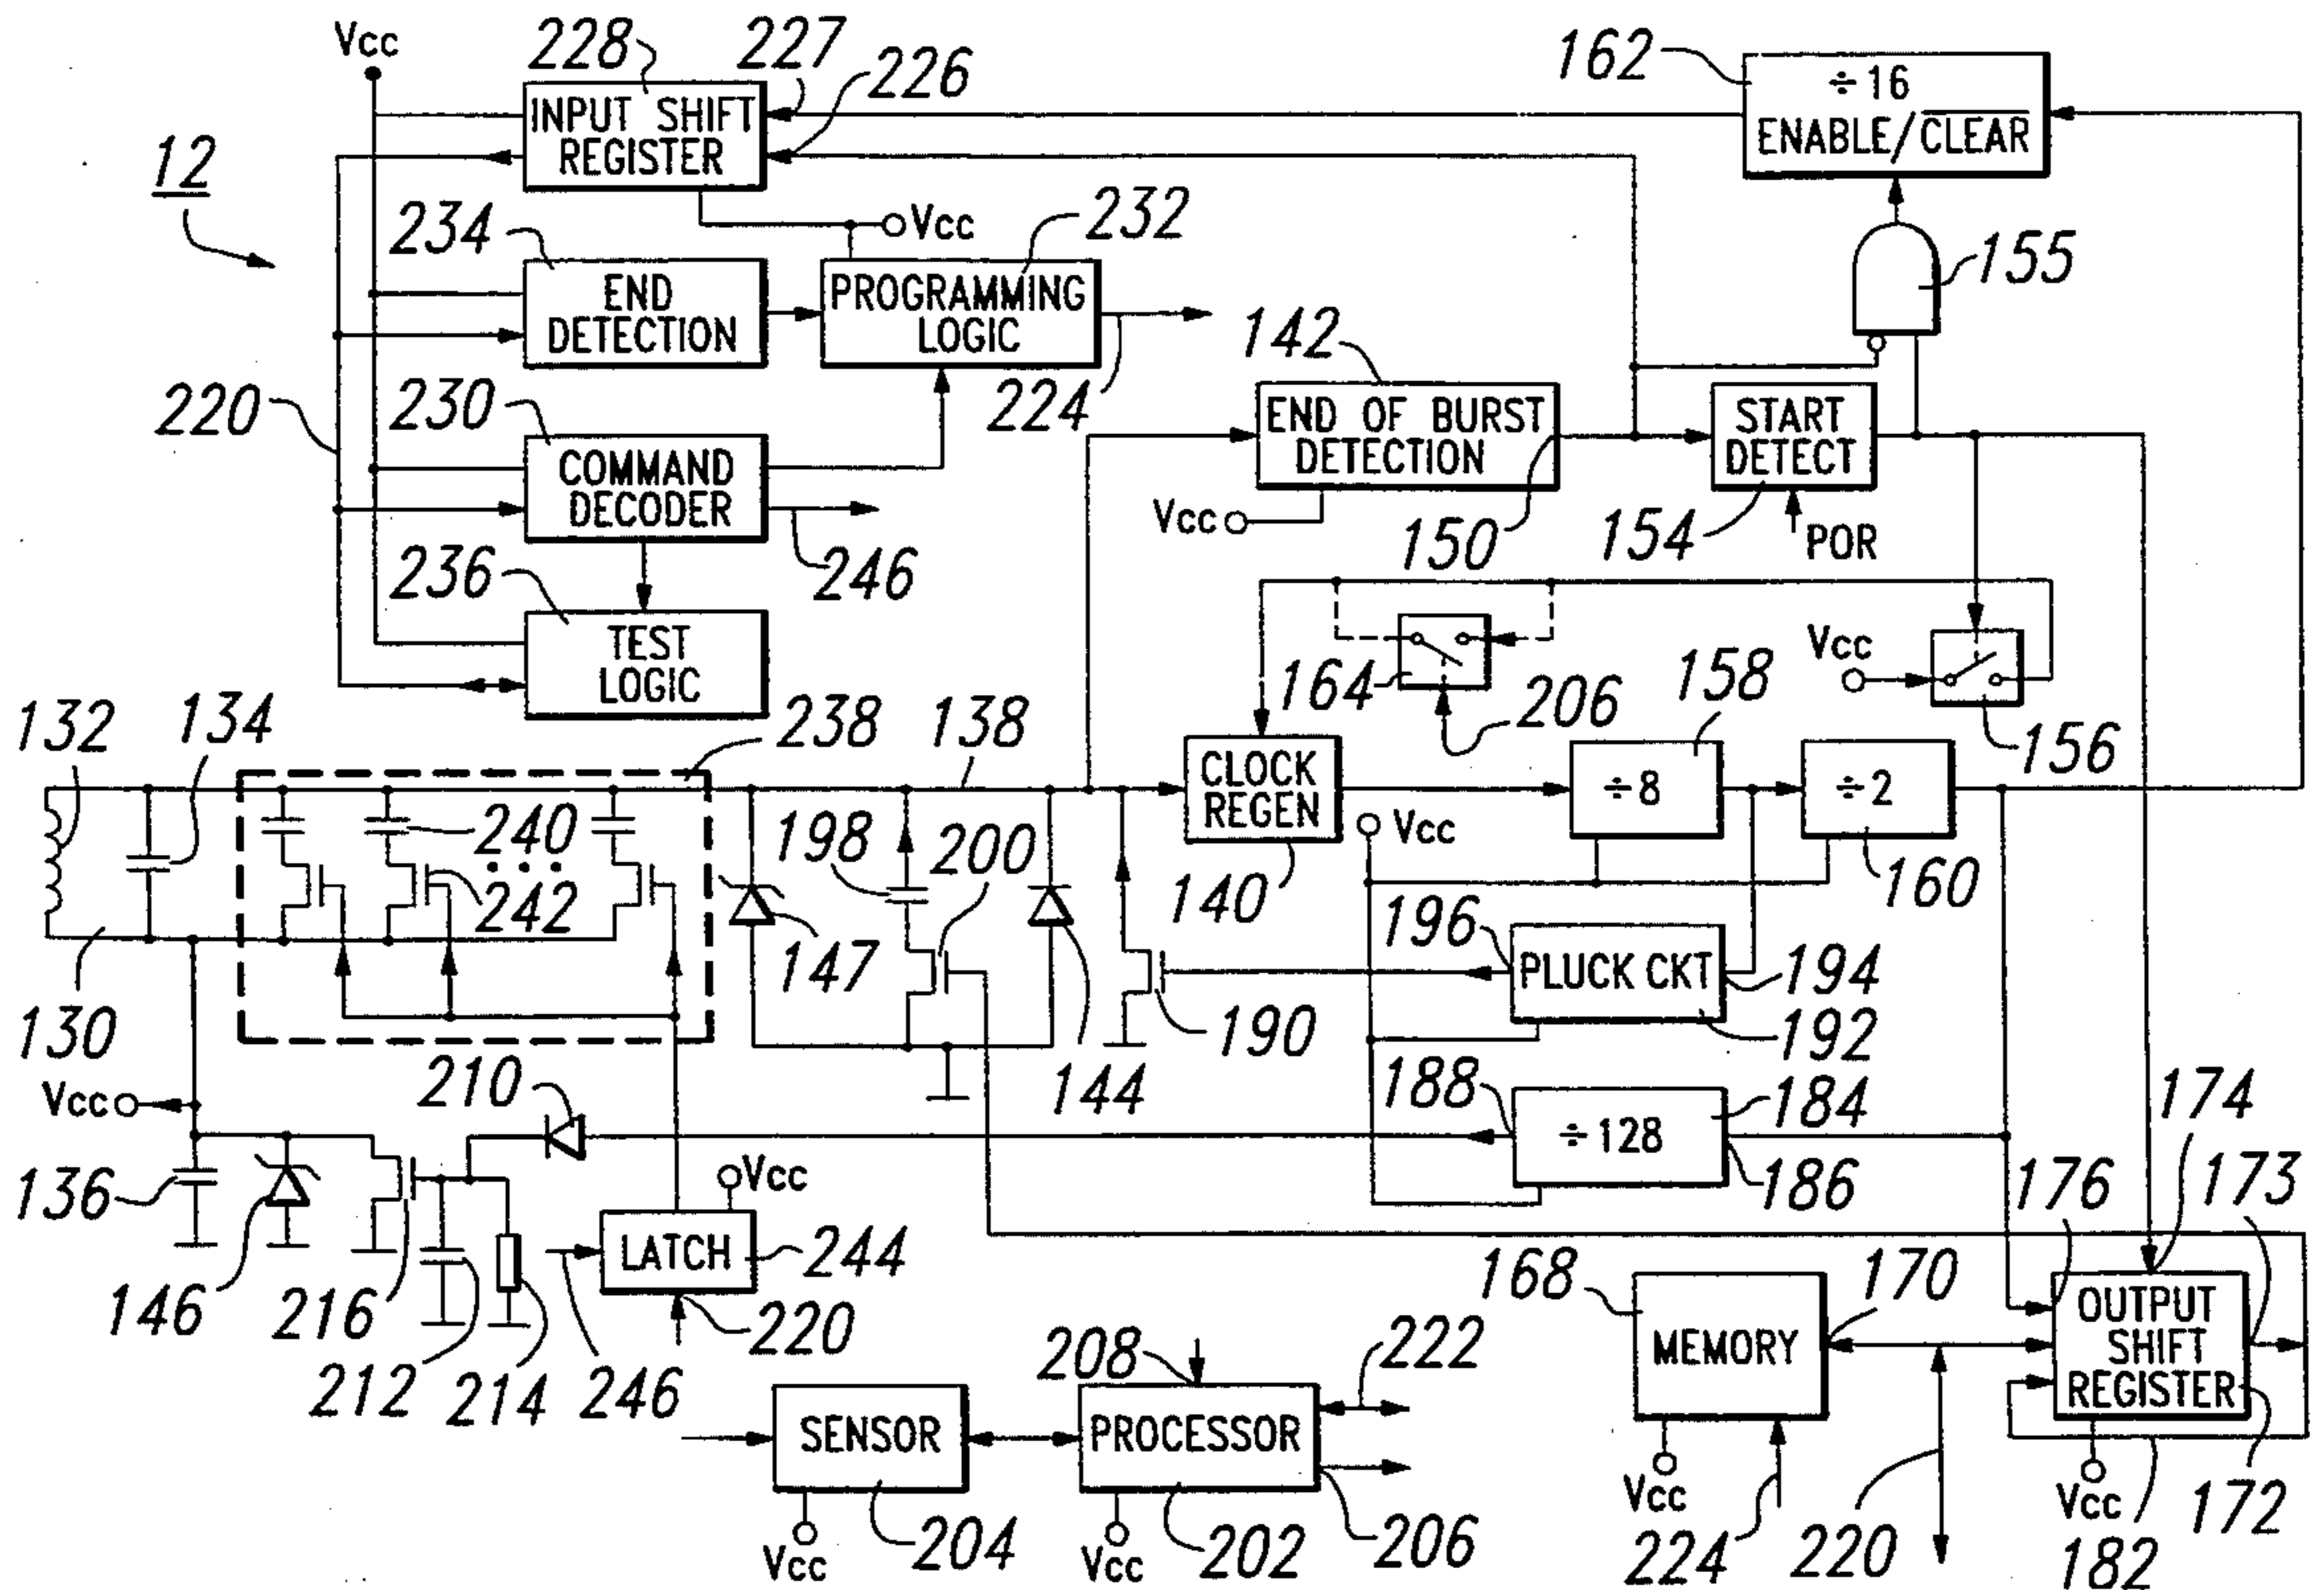 Vcc
228
227
226
162
÷16
ENABLE/CLEAR
INPUT SHIFT
REGISTER
12
234
Vcc
232
155
END
DETECTION
PROGRAMMING
LOGIC
142
224
220
230
END OF BURST
DETECTION
START
DETECT
COMMAND
DECODER
Vcc
150
154
POR
246
236
TEST
LOGIC
164
206
158
Vcc
156
132
134
238
138
CLOCK
REGEN
÷8
÷2
240
...
242
198
200
Vcc
140
160
147
196
PLUCK CKT
194
130
190
192
210
144
188
184
Vcc
÷128
174
136
Vcc
186
176
173
LATCH
244
168
170
OUTPUT
SHIFT
REGISTER
146
216
220
208
222
MEMORY
212
214
246
SENSOR
PROCESSOR
Vcc
204
Vcc
202
206
Vcc
224
220
Vcc
182
172